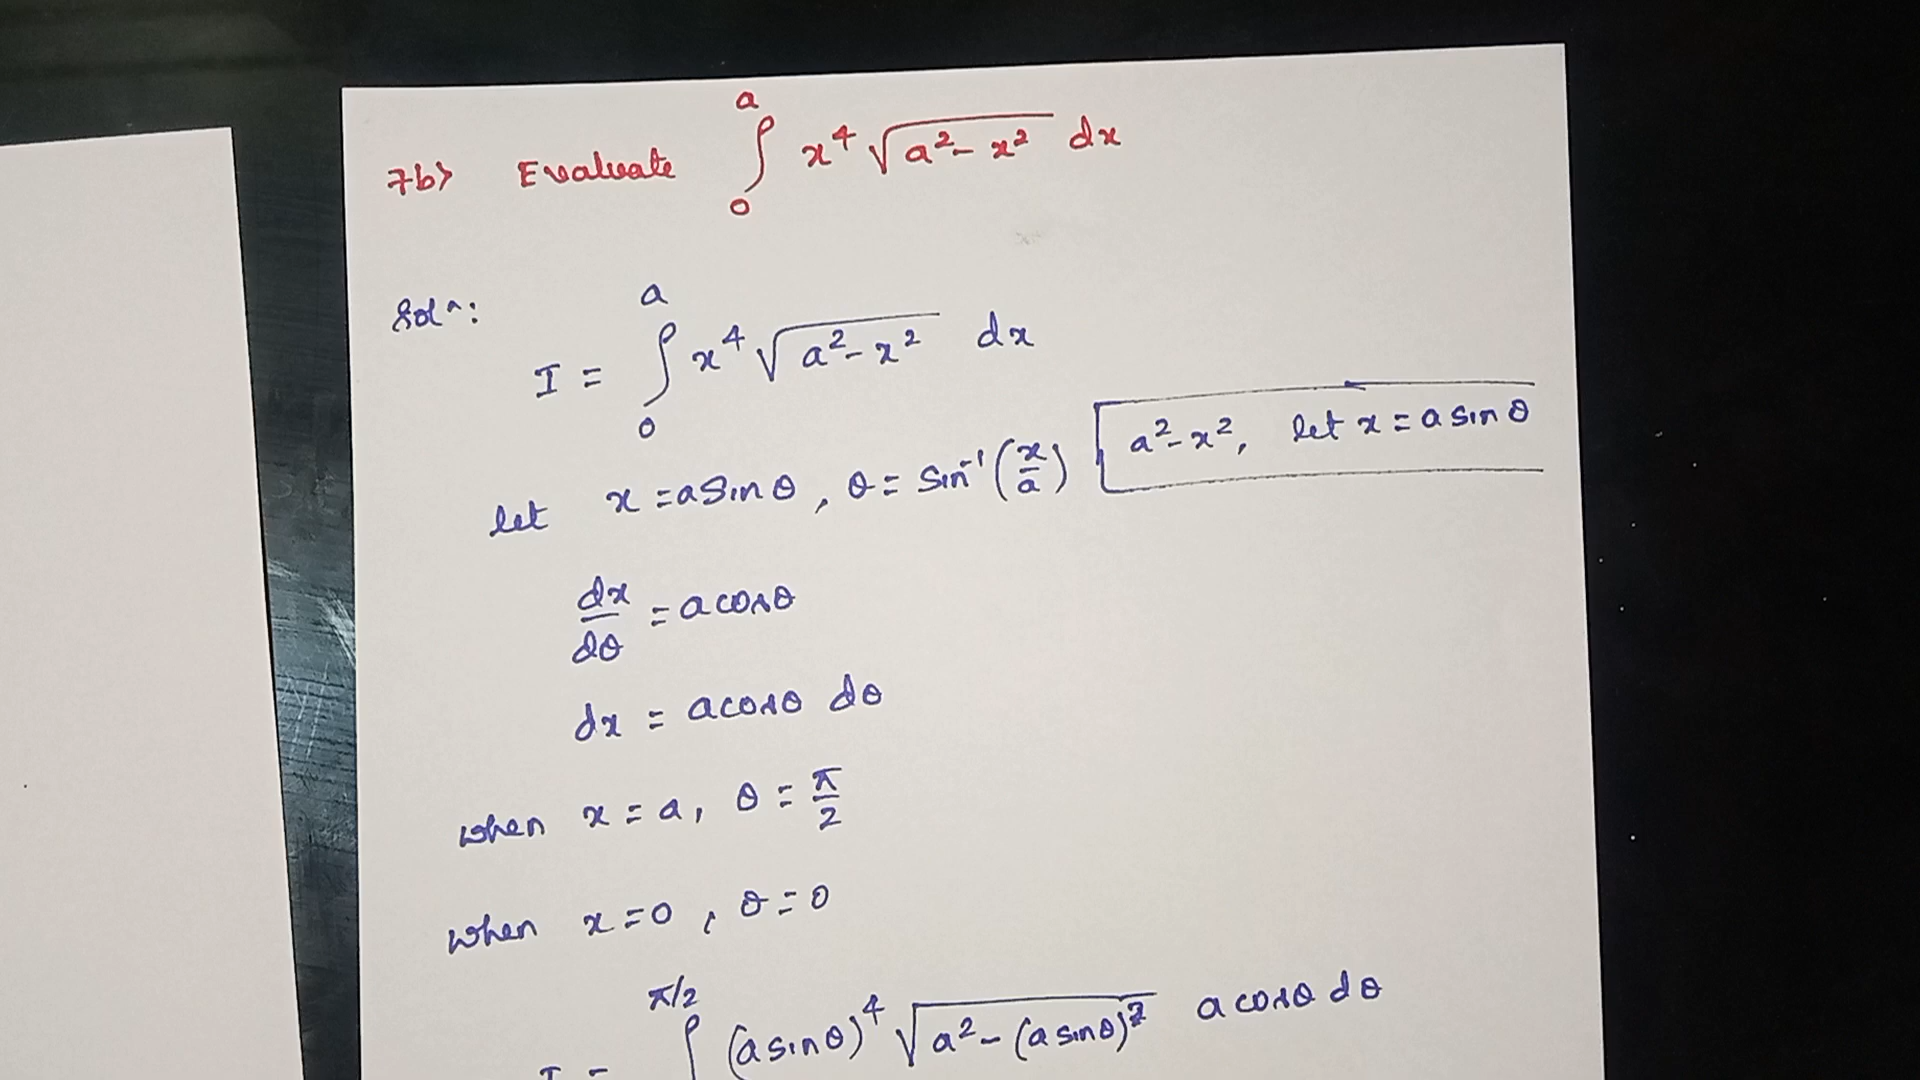 7b> Evaluate ∫₀ᵃ x⁴ √(a² - x²) dx
Solⁿ:
I = ∫₀ᵃ x⁴ √(a² - x²) dx
let x = a Sin θ , θ = Sin⁻¹ (x/a)
a² - x², let x = a sin θ
dx/dθ = a cos θ
dx = a cos θ dθ
when x = a, θ = π/2
when x = 0 , θ = 0
I = ∫ π/2 (a sin θ)⁴ √(a² - (a sin θ)²) a cos θ dθ